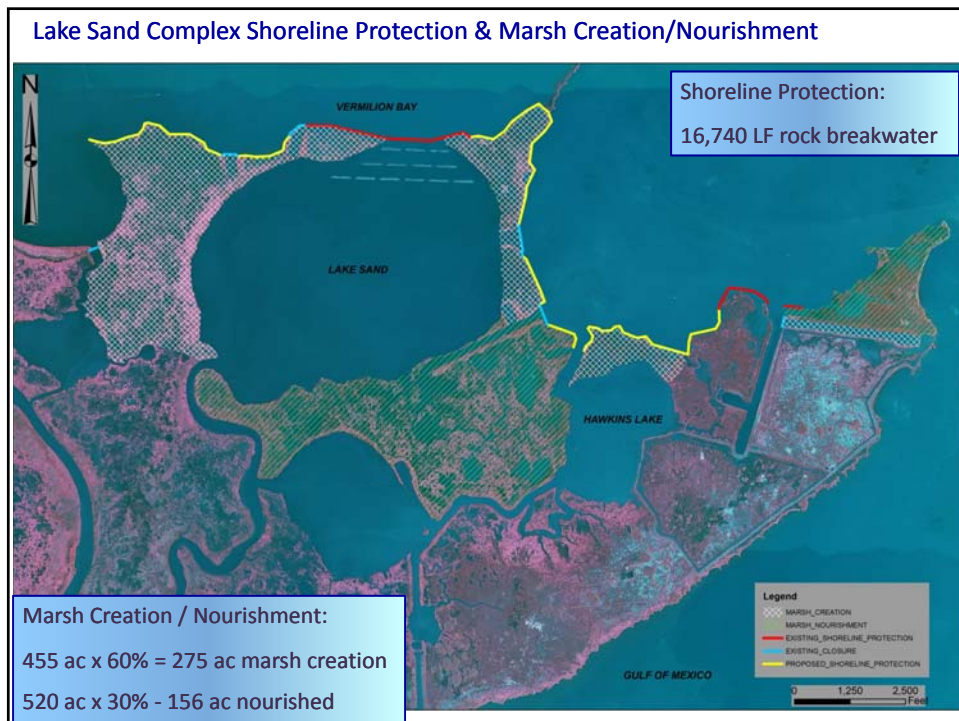 Lake Sand Complex Shoreline Protection & Marsh Creation/Nourishment
N
VERMILION BAY
Shoreline Protection:
16,740 LF rock breakwater
LAKE SAND
HAWKINS LAKE
Marsh Creation / Nourishment:
455 ac x 60% = 275 ac marsh creation
520 ac x 30% - 156 ac nourished
GULF OF MEXICO
Legend
MARSH_CREATION
MARSH_NOURISHMENT
EXISTING_SHORELINE_PROTECTION
EXISTING_CLOSURE
PROPOSED_SHORELINE_PROTECTION
0 1,250 2,500
Feet